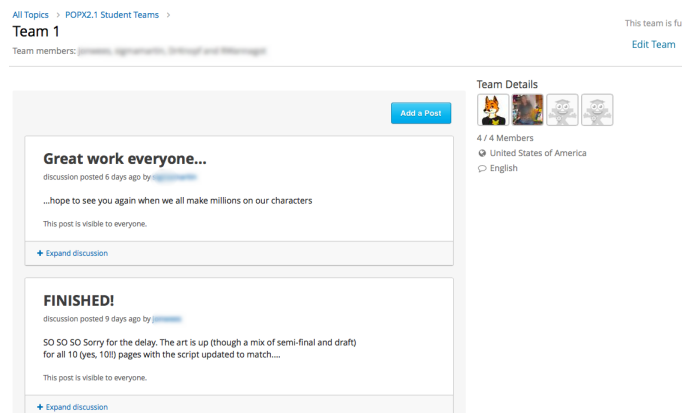 All Topics > POPX2.1 Student Teams >
Team 1
This team is fu
Team members:
Edit Team
Team Details
Add a Post
4 / 4 Members
United States of America
English
Great work everyone...
discussion posted 6 days ago by
...hope to see you again when we all make millions on our characters
This post is visible to everyone.
+ Expand discussion
FINISHED!
discussion posted 9 days ago by
SO SO SO Sorry for the delay. The art is up (though a mix of semi-final and draft)
for all 10 (yes, 10!!) pages with the script updated to match....
This post is visible to everyone.
+ Expand discussion